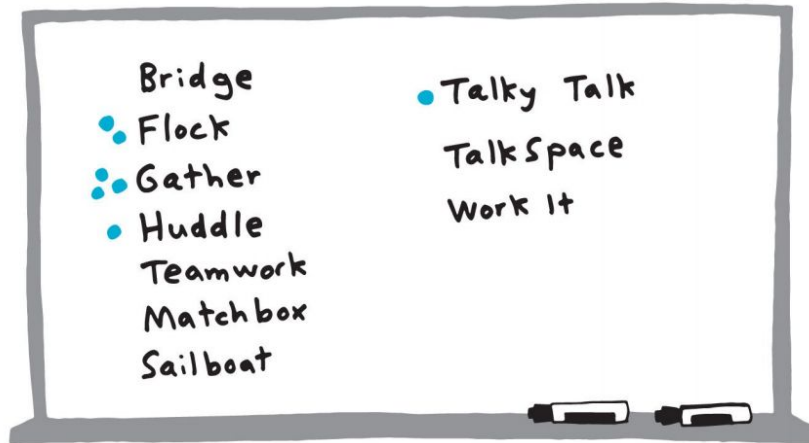 Bridge
Flock
Gather
Huddle
Teamwork
Matchbox
Sailboat
Talky Talk
TalkSpace
Work It